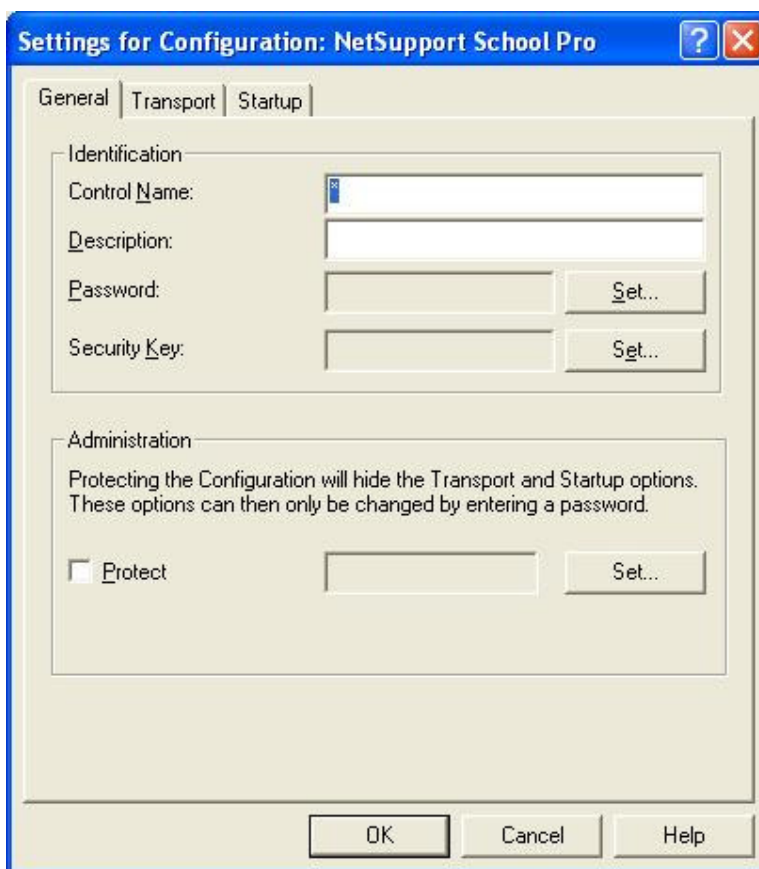 Settings for Configuration: NetSupport School Pro
General Transport Startup
Identification
Control Name: *
Description:
Password: Set...
Security Key: Set...
Administration
Protecting the Configuration will hide the Transport and Startup options.
These options can then only be changed by entering a password.
Protect Set...
OK Cancel Help